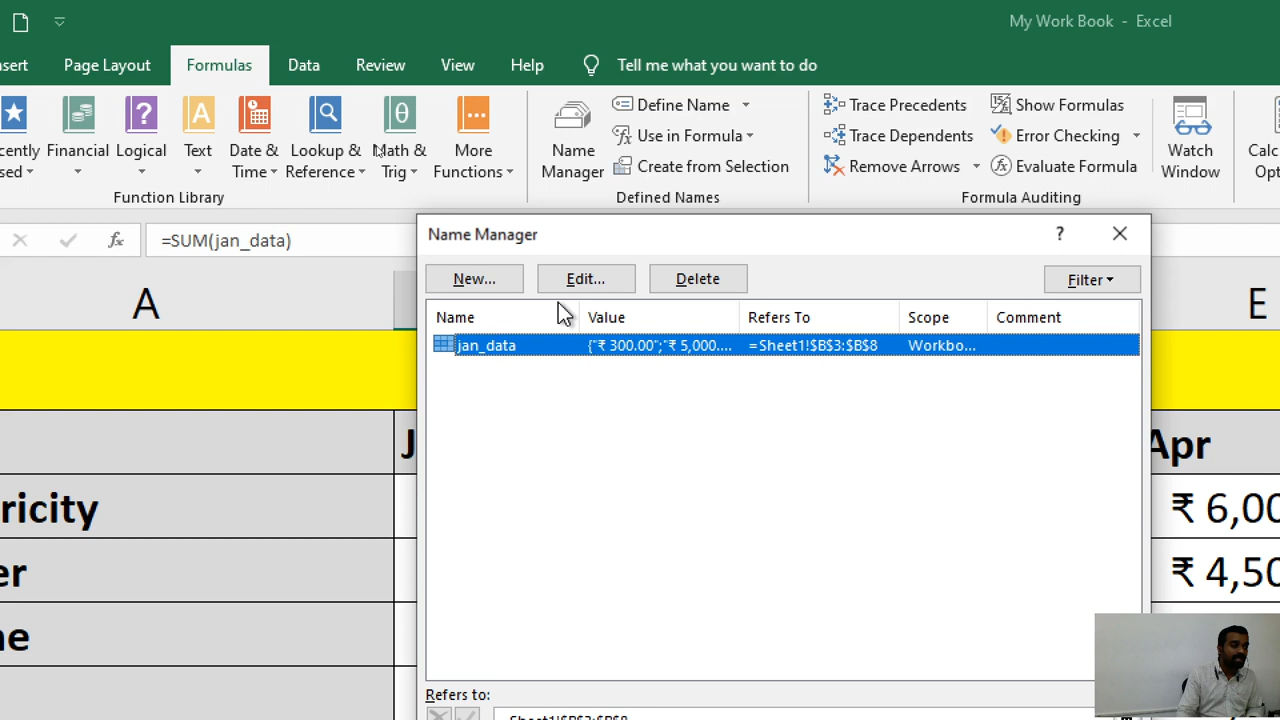 My Work Book - Excel
nsert Page Layout Formulas Data Review View Help Tell me what you want to do
cently
sed
Financial
Logical
Text
Date &
Time
Lookup &
Reference
Math &
Trig
More
Functions
Function Library
Name
Manager
Define Name
Use in Formula
Create from Selection
Defined Names
Trace Precedents
Trace Dependents
Remove Arrows
Show Formulas
Error Checking
Evaluate Formula
Formula Auditing
Watch
Window
Calc
Opt
fx =SUM(jan_data)
Name Manager ?
New... Edit... Delete Filter
Name Value Refers To Scope Comment
jan_data {"₹ 300.00";"₹ 5,000.... =Sheet1!$B$3:$B$8 Workbo...
Refers to:
=Sheet1!$B$3:$B$8
A E
J Apr
ricity ₹ 6,00
er ₹ 4,50
ne